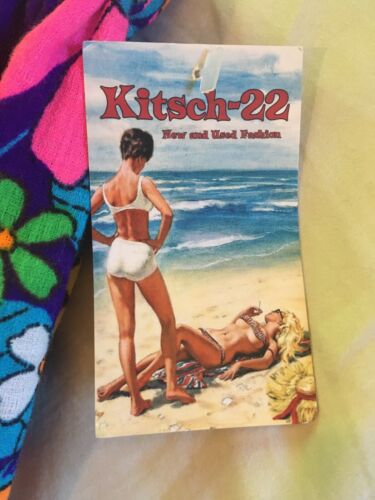 Kitsch-22
New and Used Fashion